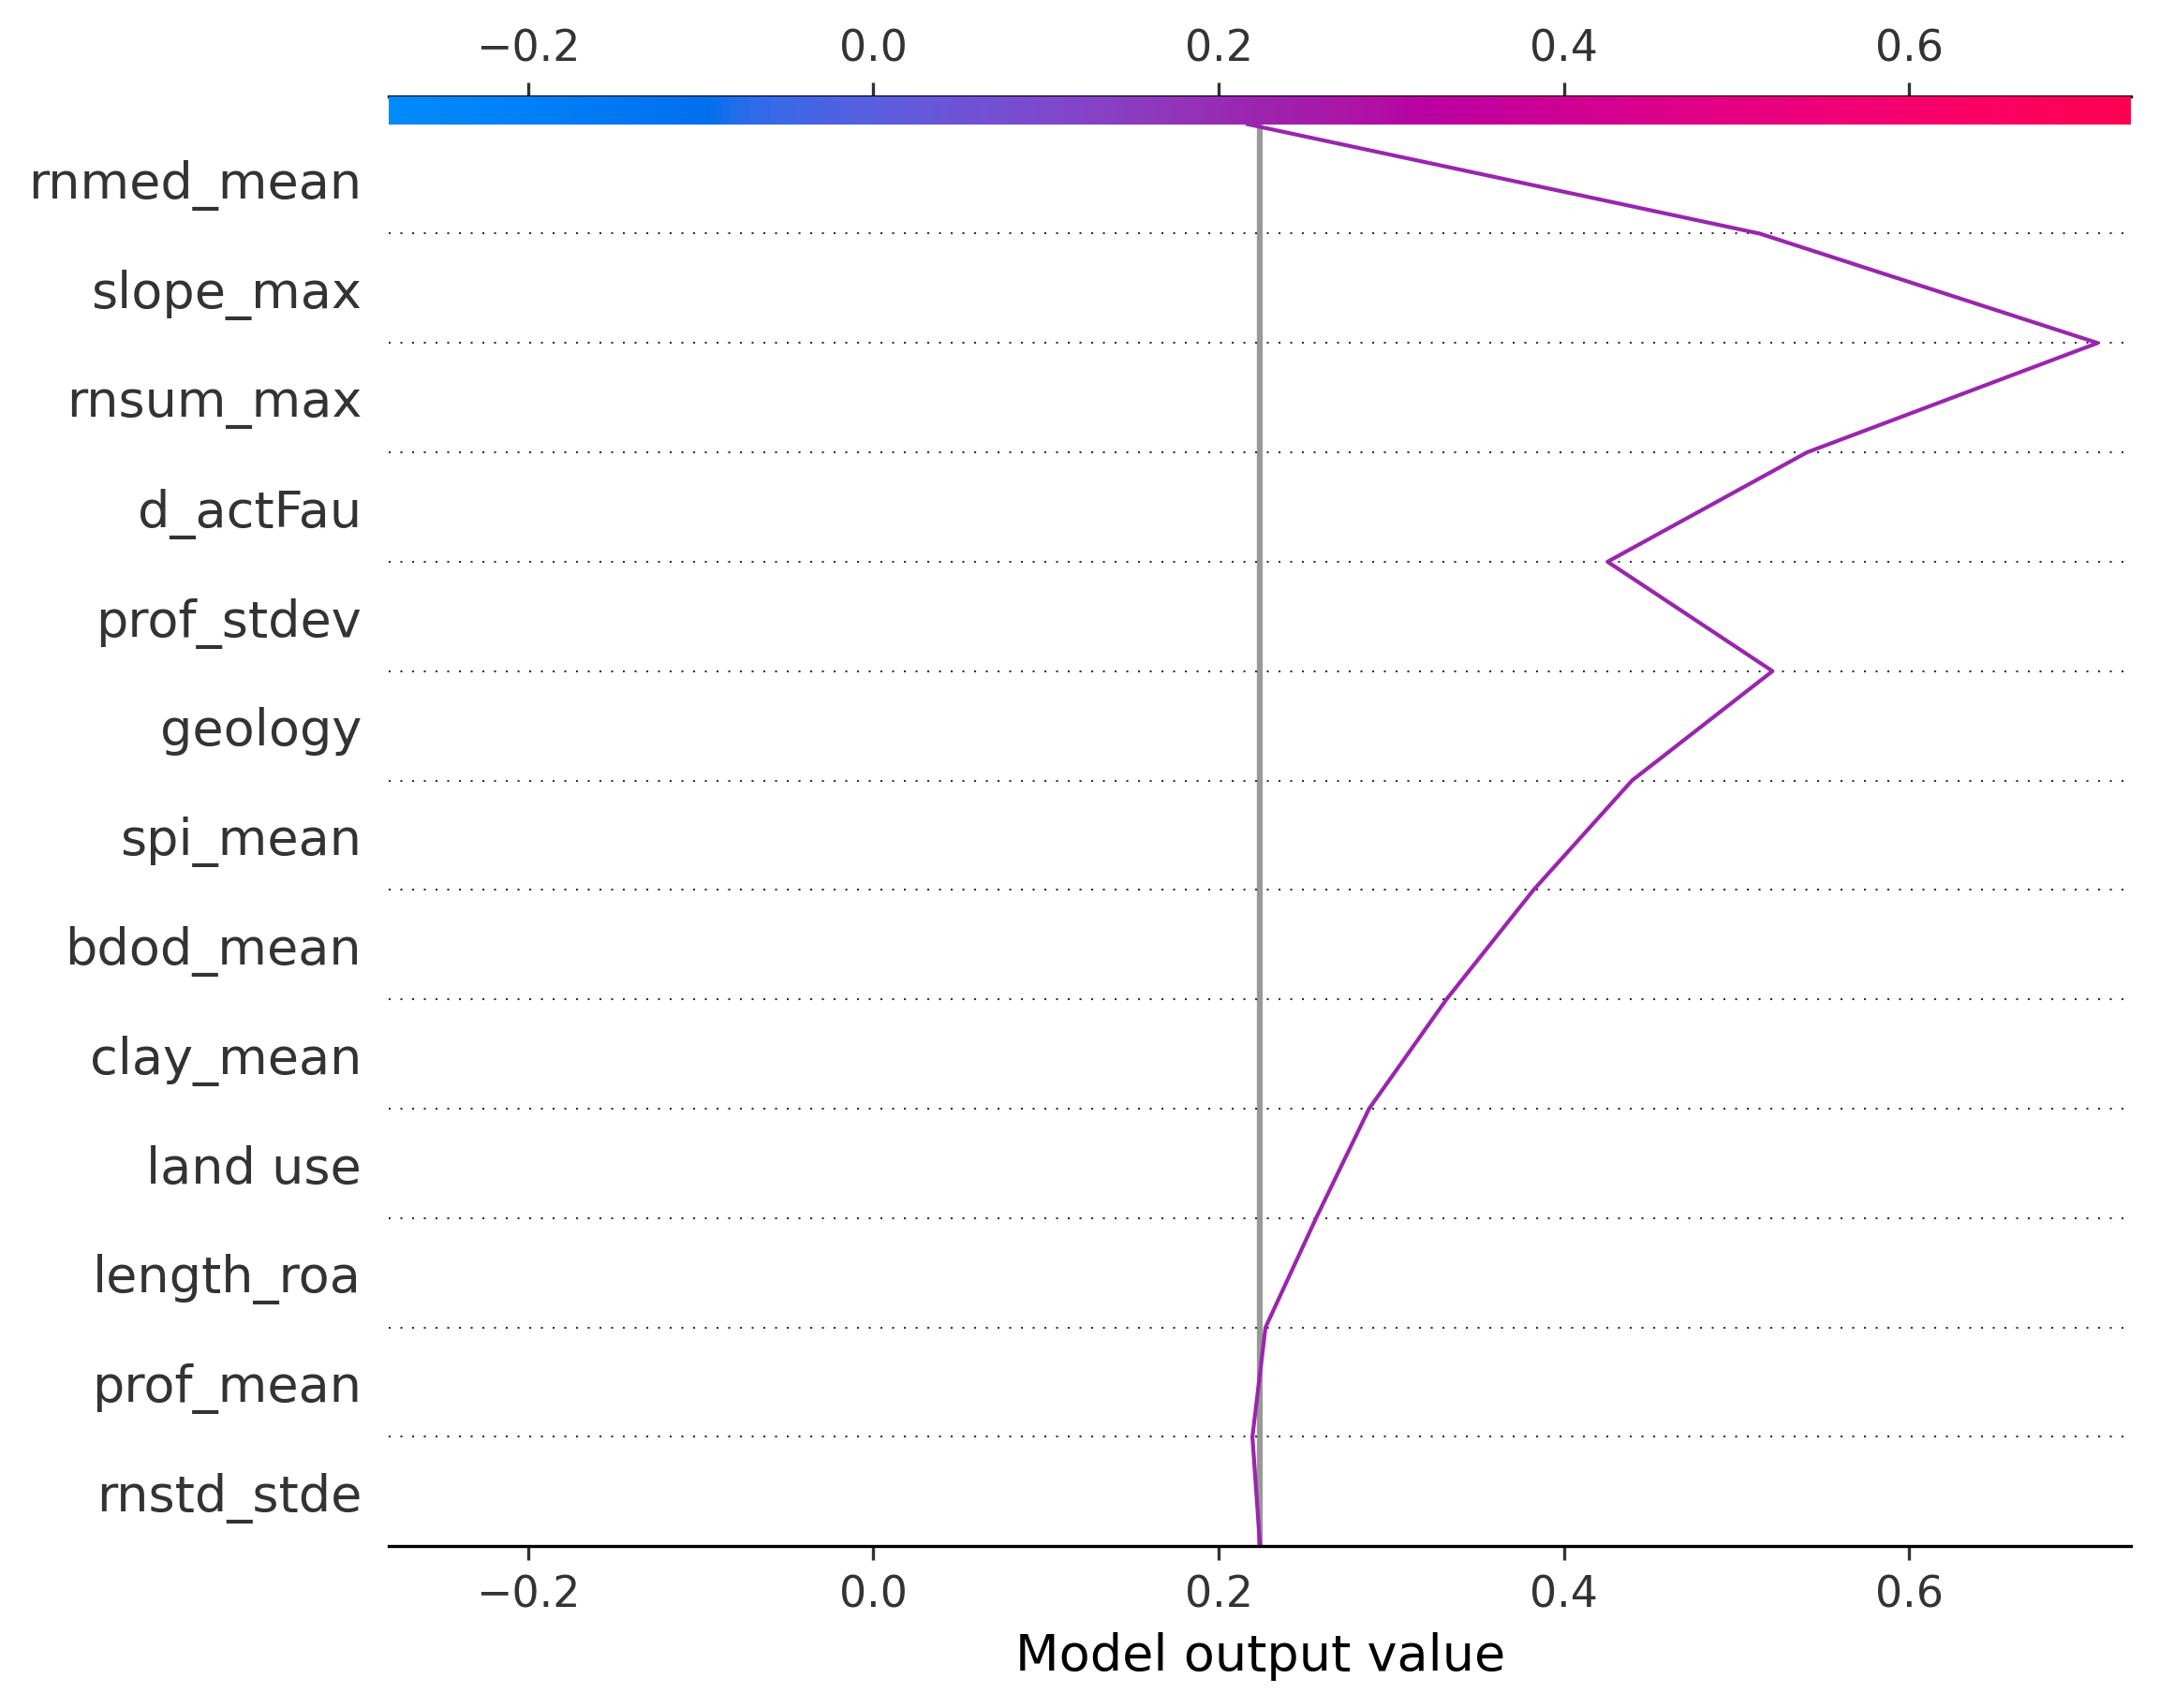 −0.2 0.0 0.2 0.4 0.6
rnmed_mean
slope_max
rnsum_max
d_actFau
prof_stdev
geology
spi_mean
bdod_mean
clay_mean
land use
length_roa
prof_mean
rnstd_stde
−0.2 0.0 0.2 0.4 0.6
Model output value